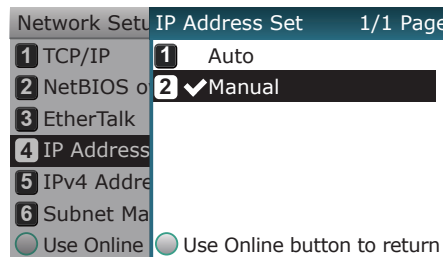 Network Setu
1 TCP/IP
2 NetBIOS o
3 EtherTalk
4 IP Address
5 IPv4 Addre
6 Subnet Ma
Use Online
IP Address Set 1/1 Page
1 Auto
2 ✔Manual
Use Online button to return